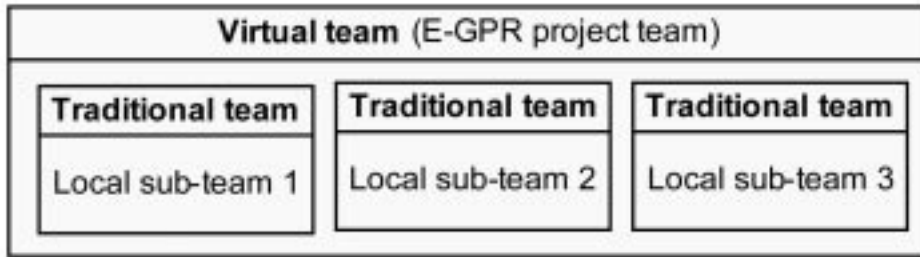 Virtual team (E-GPR project team)
Traditional team Traditional team Traditional team
Local sub-team 1 Local sub-team 2 Local sub-team 3